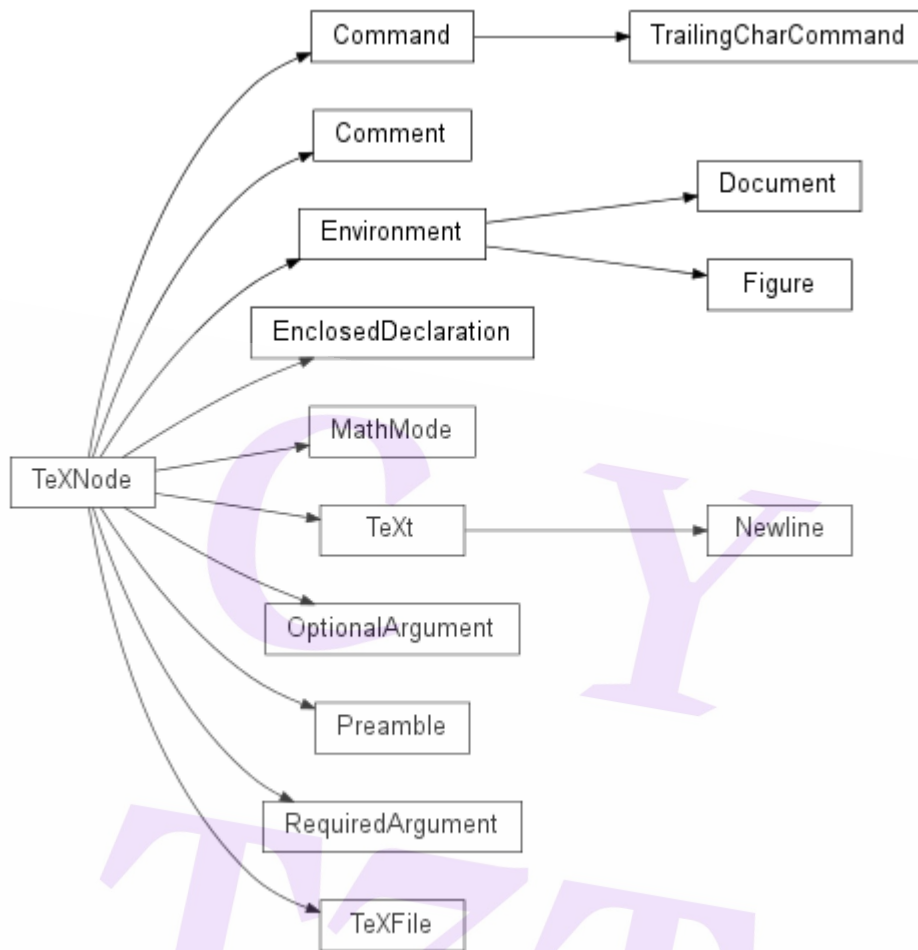 Command
TrailingCharCommand
Comment
Document
Environment
Figure
EnclosedDeclaration
MathMode
TeXNode
TeXt
Newline
OptionalArgument
Preamble
RequiredArgument
TeXFile
C Y
T Z T